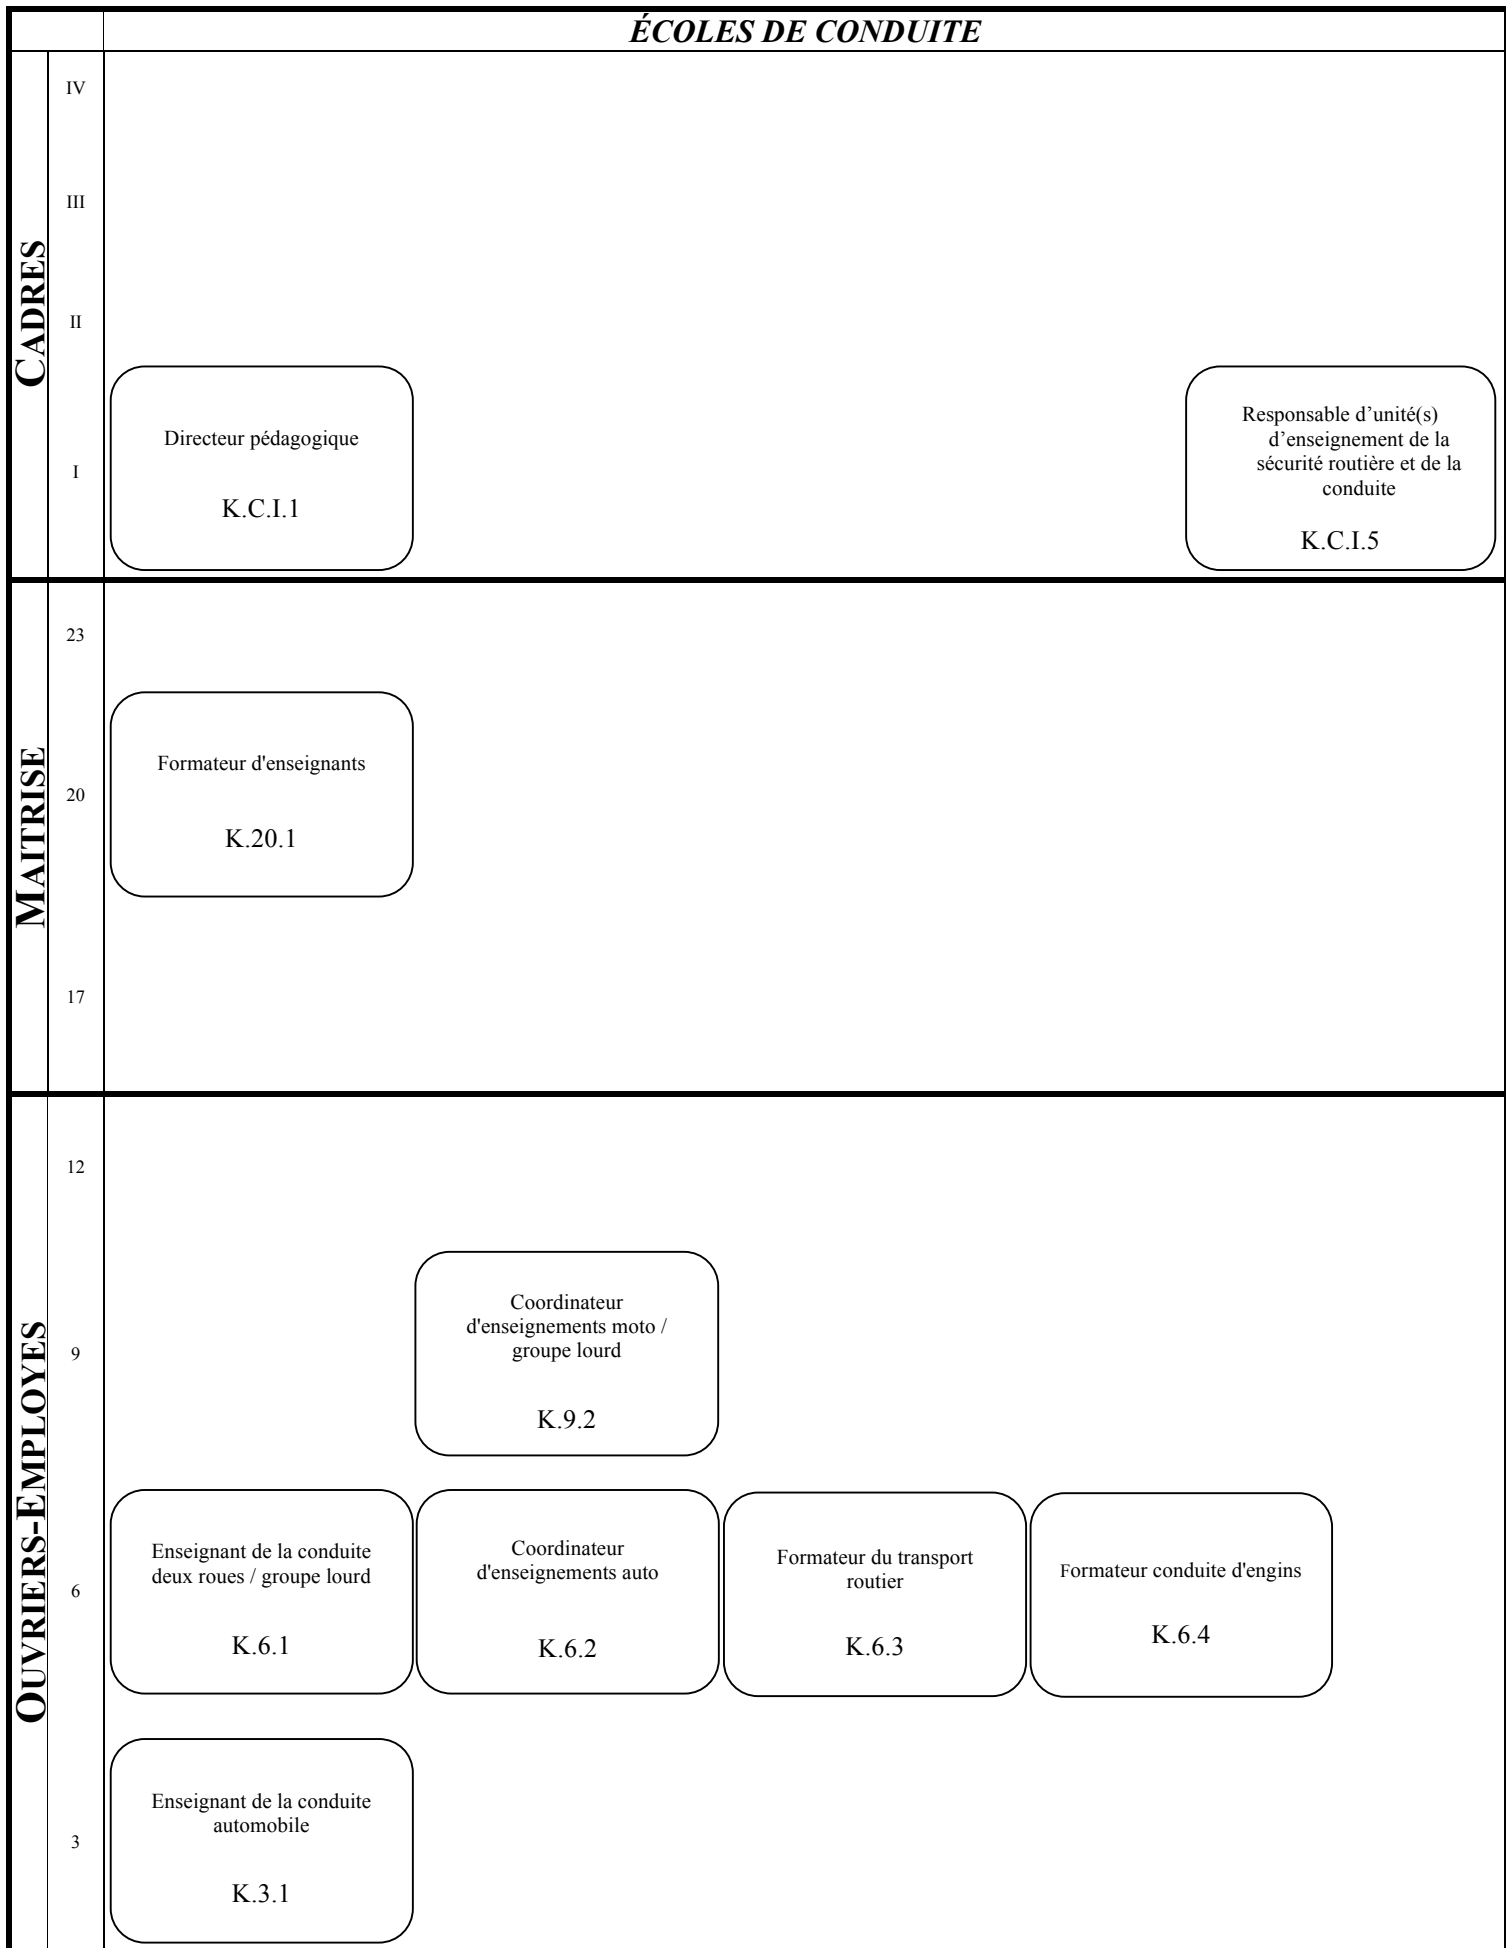 ÉCOLES DE CONDUITE
CADRES
IV
III
II
I
Directeur pédagogique
K.C.I.1
Responsable d’unité(s)
d’enseignement de la
sécurité routière et de la
conduite
K.C.I.5
MAITRISE
23
20
17
Formateur d'enseignants
K.20.1
OUVRIERS-EMPLOYES
12
9
6
3
Coordinateur
d'enseignements moto /
groupe lourd
K.9.2
Enseignant de la conduite
deux roues / groupe lourd
K.6.1
Coordinateur
d'enseignements auto
K.6.2
Formateur du transport
routier
K.6.3
Formateur conduite d'engins
K.6.4
Enseignant de la conduite
automobile
K.3.1